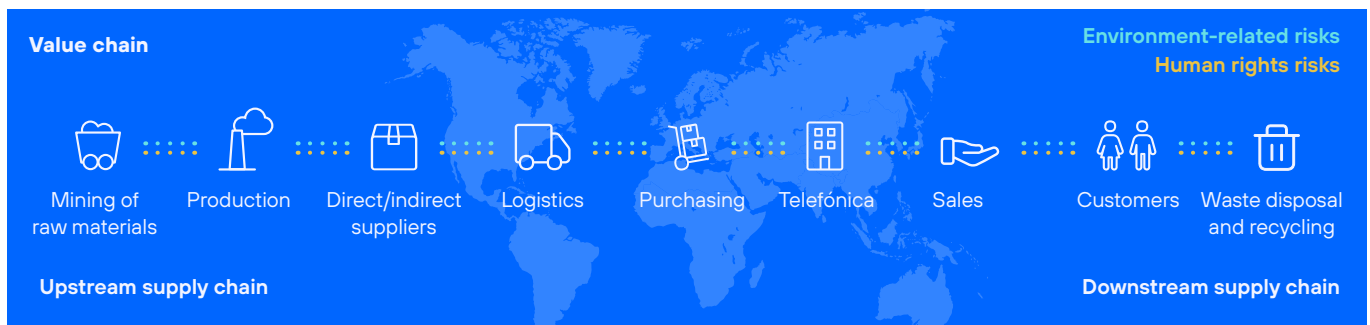 Value chain
Environment-related risks
Human rights risks
Mining of
raw materials
Production
Direct/indirect
suppliers
Logistics
Purchasing
Telefónica
Sales
Customers
Waste disposal
and recycling
Upstream supply chain
Downstream supply chain